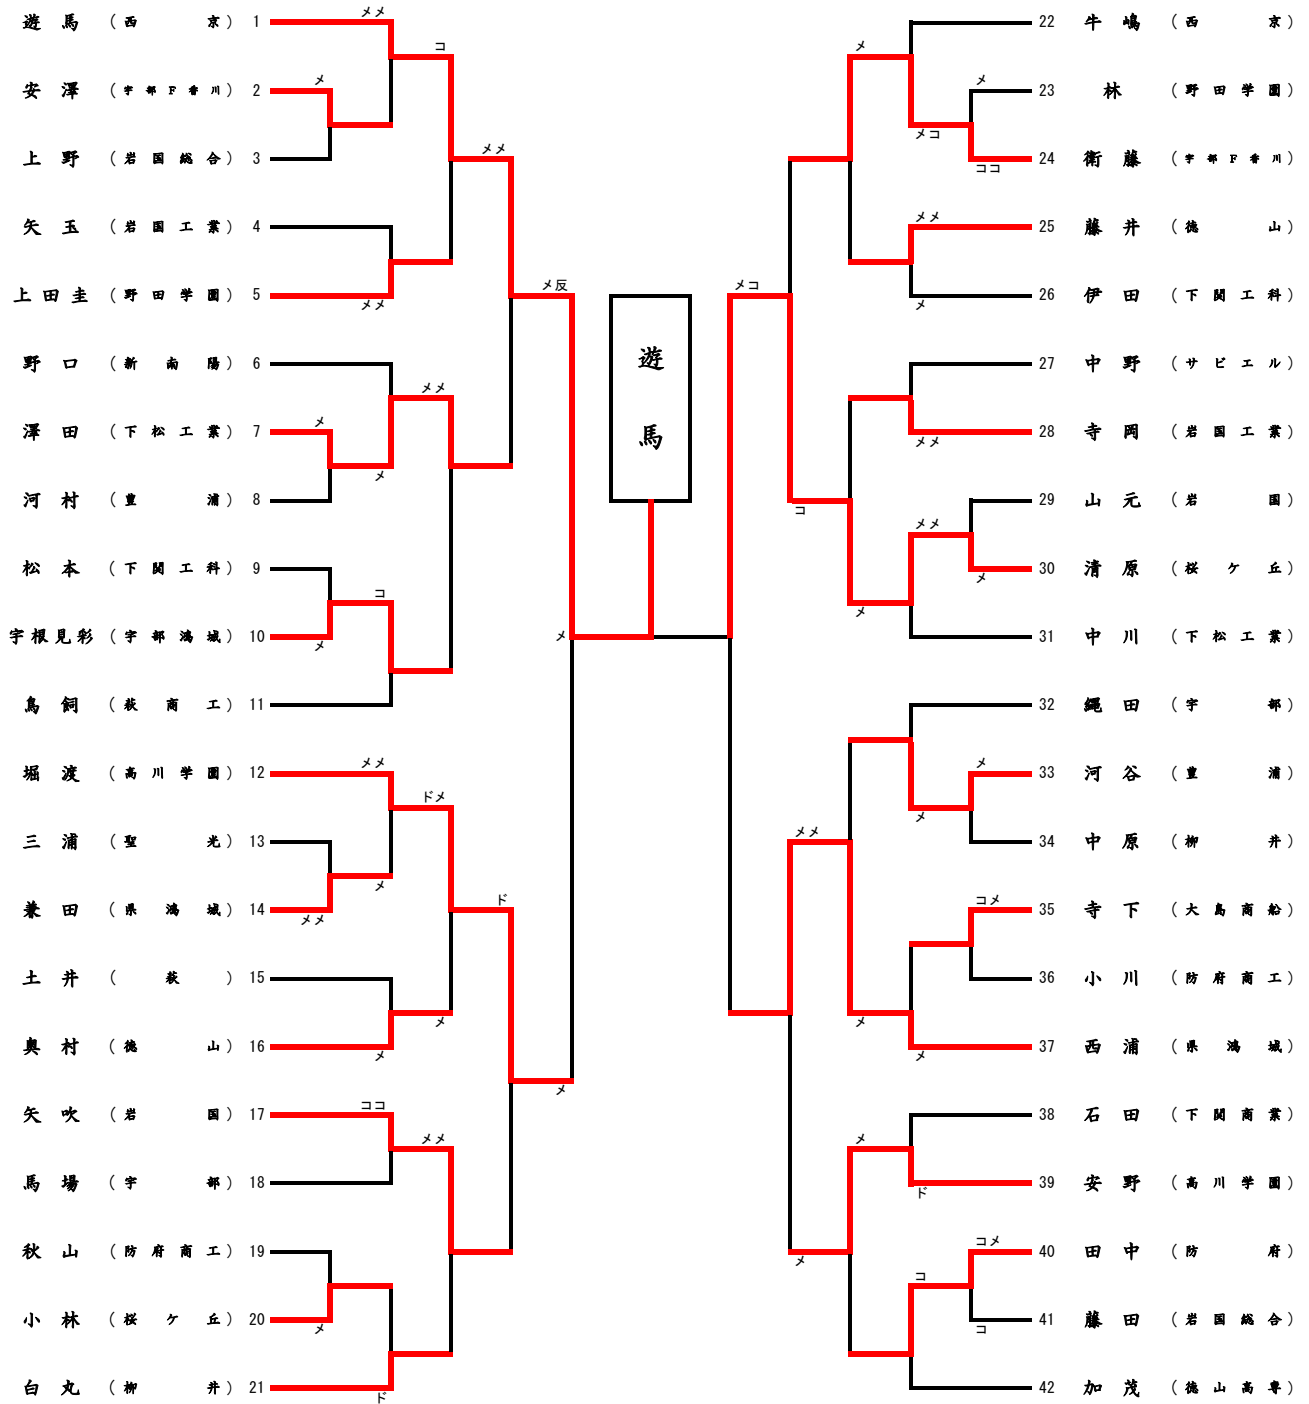 遊馬 (西京) 1
安澤 (宇部F香川) 2
上野 (岩国総合) 3
矢玉 (岩国工業) 4
上田圭 (野田学園) 5
野口 (新南陽) 6
澤田 (下松工業) 7
河村 (豊浦) 8
松本 (下関工科) 9
宇根見彩 (宇部鴻城) 10
鳥飼 (萩商工) 11
堀渡 (高川学園) 12
三浦 (聖光) 13
兼田 (県鴻城) 14
土井 (萩) 15
奥村 (徳山) 16
矢吹 (岩国) 17
馬場 (宇部) 18
秋山 (防府商工) 19
小林 (桜ケ丘) 20
白丸 (柳井) 21
メメ
メ
コ
メメ
メメ
メ反
メ
メメ
メ
コ
メ
メ
メメ
ドメ
メ
メメ
ド
メ
メ
メ
ココ
メメ
メ
ド
遊馬
メコ
メ
メ
メコ
ココ
メメ
メ
メメ
コ
メメ
メ
メ
メ
メ
メメ
コメ
メ
メ
メ
ド
メ
コメ
コ
コ
22 牛嶋 (西京)
23 林 (野田学園)
24 衛藤 (宇部F香川)
25 藤井 (徳山)
26 伊田 (下関工科)
27 中野 (サビエル)
28 寺岡 (岩国工業)
29 山元 (岩国)
30 清原 (桜ケ丘)
31 中川 (下松工業)
32 縄田 (宇部)
33 河谷 (豊浦)
34 中原 (柳井)
35 寺下 (大島商船)
36 小川 (防府商工)
37 西浦 (県鴻城)
38 石田 (下関商業)
39 安野 (高川学園)
40 田中 (防府)
41 藤田 (岩国総合)
42 加茂 (徳山高専)